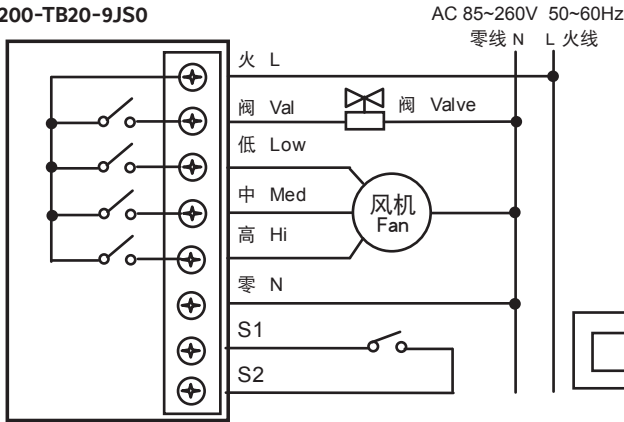 200-TB20-9JS0
AC 85~260V 50~60Hz
零线 N L 火线
火 L
阀 Val
阀 Valve
低 Low
中 Med
风机
Fan
高 Hi
零 N
S1
S2